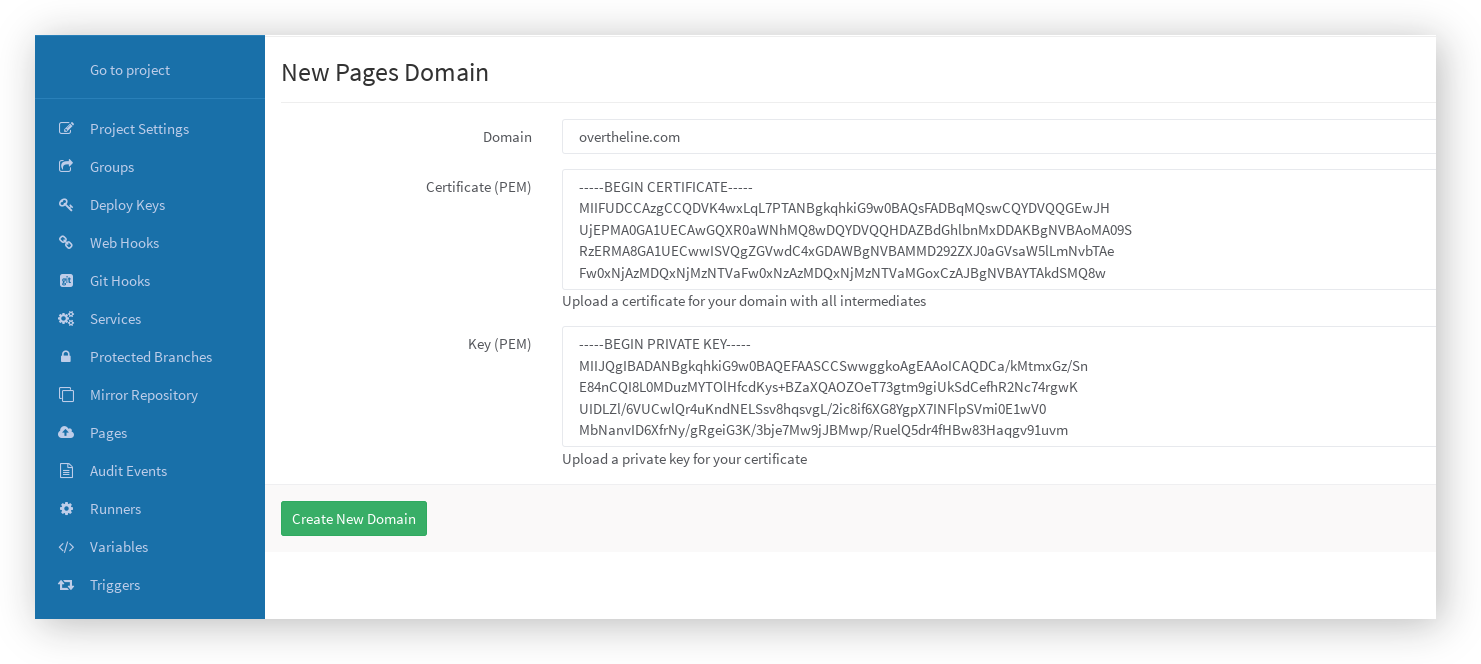 Go to project
Project Settings
Groups
Deploy Keys
Web Hooks
Git Hooks
Services
Protected Branches
Mirror Repository
Pages
Audit Events
Runners
Variables
Triggers
New Pages Domain
Domain
overtheline.com
Certificate (PEM)
-----BEGIN CERTIFICATE-----
MIIFUDCCAzgCCQDVK4wxLqL7PTANBgkqhkiG9w0BAQsFADBqMQswCQYDVQQGEwJH
UjEPMA0GA1UECAwGQXR0aWNhMQ8wDQYDVQQHDAZBdGhlbnMxDDAKBgNVBAoMA09S
RzERMA8GA1UECwwISVQgZGVwdC4xGDAWBgNVBAMMD292ZXJ0aGVsaW5lLmNvbTAe
Fw0xNjAzMDQxNjMzNTVaFw0xNzAzMDQxNjMzNTVaMGoxCzAJBgNVBAYTAkdSMQ8w
Upload a certificate for your domain with all intermediates
Key (PEM)
-----BEGIN PRIVATE KEY-----
MIIJQgIBADANBgkqhkiG9w0BAQEFAASCCSwwggkoAgEAAoICAQDCa/kMtmxGz/Sn
E84nCQI8L0MDuzMYTOlHfcdKys+BZaXQAOZOeT73gtm9giUkSdCefhR2Nc74rgwK
UIDLZl/6VUCwlQr4uKndNELSsv8hqsvgL/2ic8if6XG8YgpX7INFlpSVmi0E1wV0
MbNanvID6XfrNy/gRgeiG3K/3bje7Mw9jJBMwp/RuelQ5dr4fHBw83Haqgv91uvm
Upload a private key for your certificate
Create New Domain